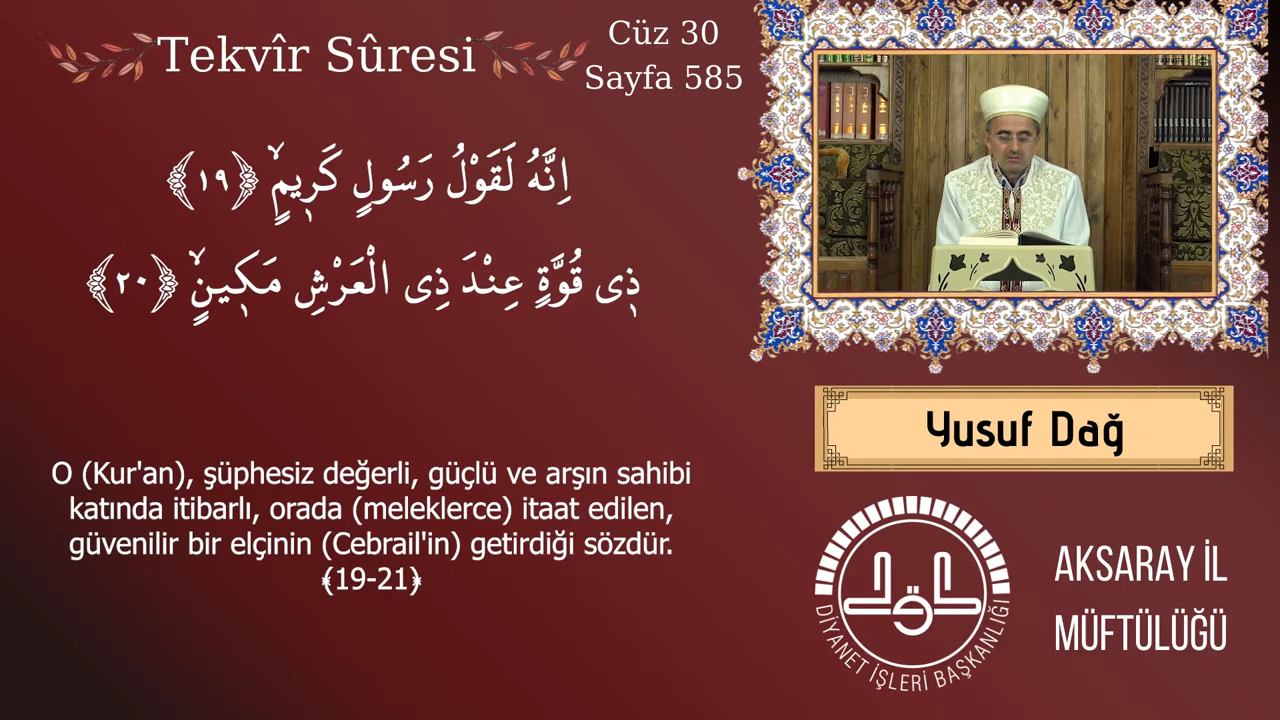 Tekvîr Sûresi
Cüz 30
Sayfa 585
اِنَّهُ لَقَوْلُ رَسُولٍ كَر۪يمٍۙ ﴿١٩﴾
ذ۪ى قُوَّةٍ عِنْدَ ذِى الْعَرْشِ مَك۪ينٍۙ ﴿٢٠﴾
O (Kur'an), şüphesiz değerli, güçlü ve arşın sahibi
katında itibarlı, orada (meleklerce) itaat edilen,
güvenilir bir elçinin (Cebrail'in) getirdiği sözdür.
﴾19-21﴿
Yusuf Dağ
DİYANET İŞLERİ BAŞKANLIĞI
AKSARAY İL
MÜFTÜLÜĞÜ